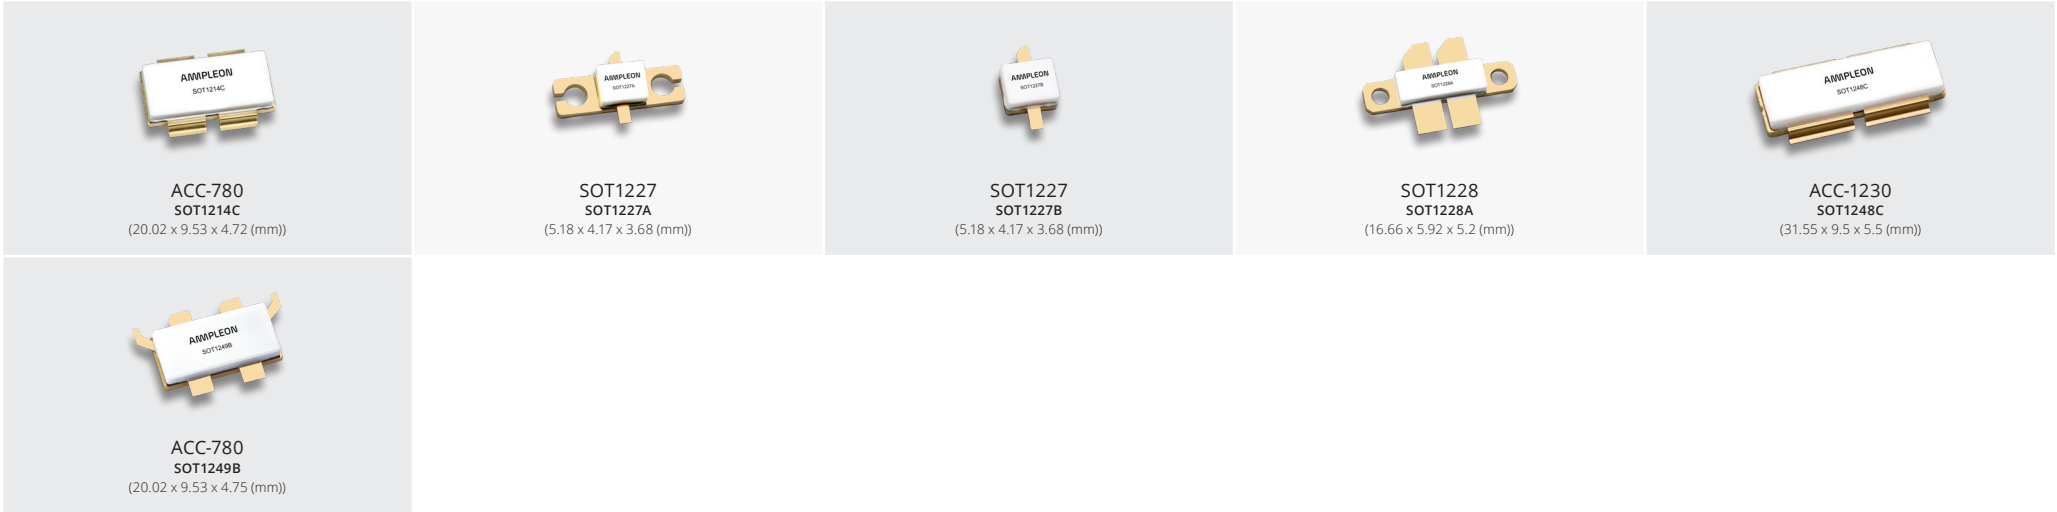 AMPLEON
SOT1214C
ACC-780
SOT1214C
(20.02 x 9.53 x 4.72 (mm))
AMPLEON
SOT1227A
SOT1227
SOT1227A
(5.18 x 4.17 x 3.68 (mm))
AMPLEON
SOT1227B
SOT1227
SOT1227B
(5.18 x 4.17 x 3.68 (mm))
AMPLEON
SOT1228A
SOT1228
SOT1228A
(16.66 x 5.92 x 5.2 (mm))
AMPLEON
SOT1248C
ACC-1230
SOT1248C
(31.55 x 9.5 x 5.5 (mm))
AMPLEON
SOT1249B
ACC-780
SOT1249B
(20.02 x 9.53 x 4.75 (mm))